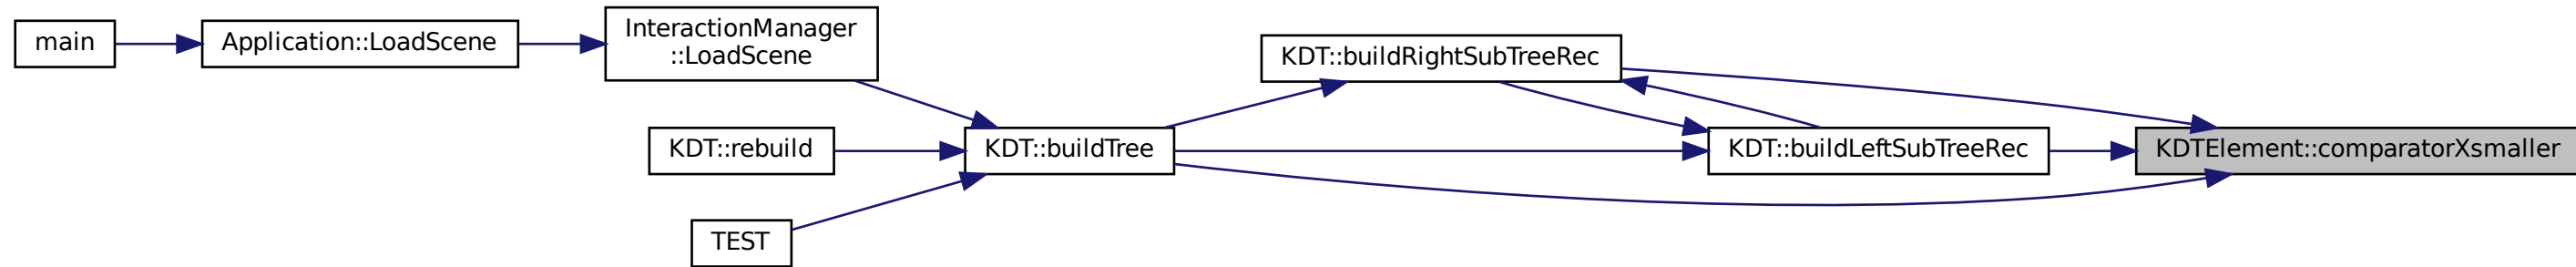 main
Application::LoadScene
InteractionManager
::LoadScene
KDT::rebuild
TEST
KDT::buildTree
KDT::buildRightSubTreeRec
KDT::buildLeftSubTreeRec
KDTElement::comparatorXsmaller